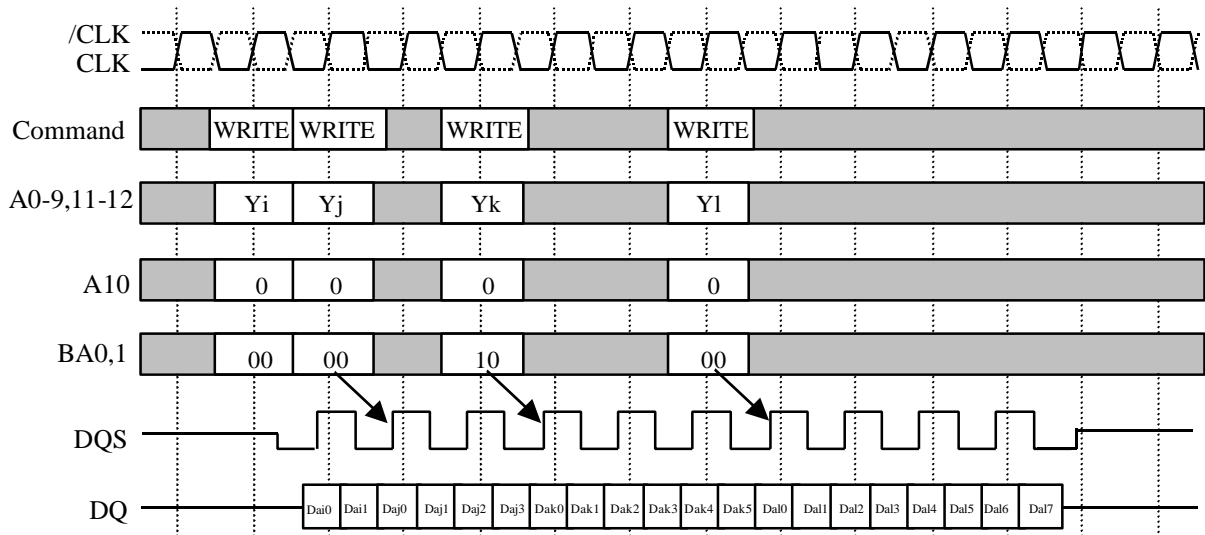 /CLK
CLK
Command WRITE WRITE WRITE WRITE
A0-9,11-12 Yi Yj Yk Yl
A10 0 0 0 0
BA0,1 00 00 10 00
DQS
DQ Dai0 Dai1 Daj0 Daj1 Daj2 Daj3 Dak0 Dak1 Dak2 Dak3 Dak4 Dak5 Dal0 Dal1 Dal2 Dal3 Dal4 Dal5 Dal6 Dal7